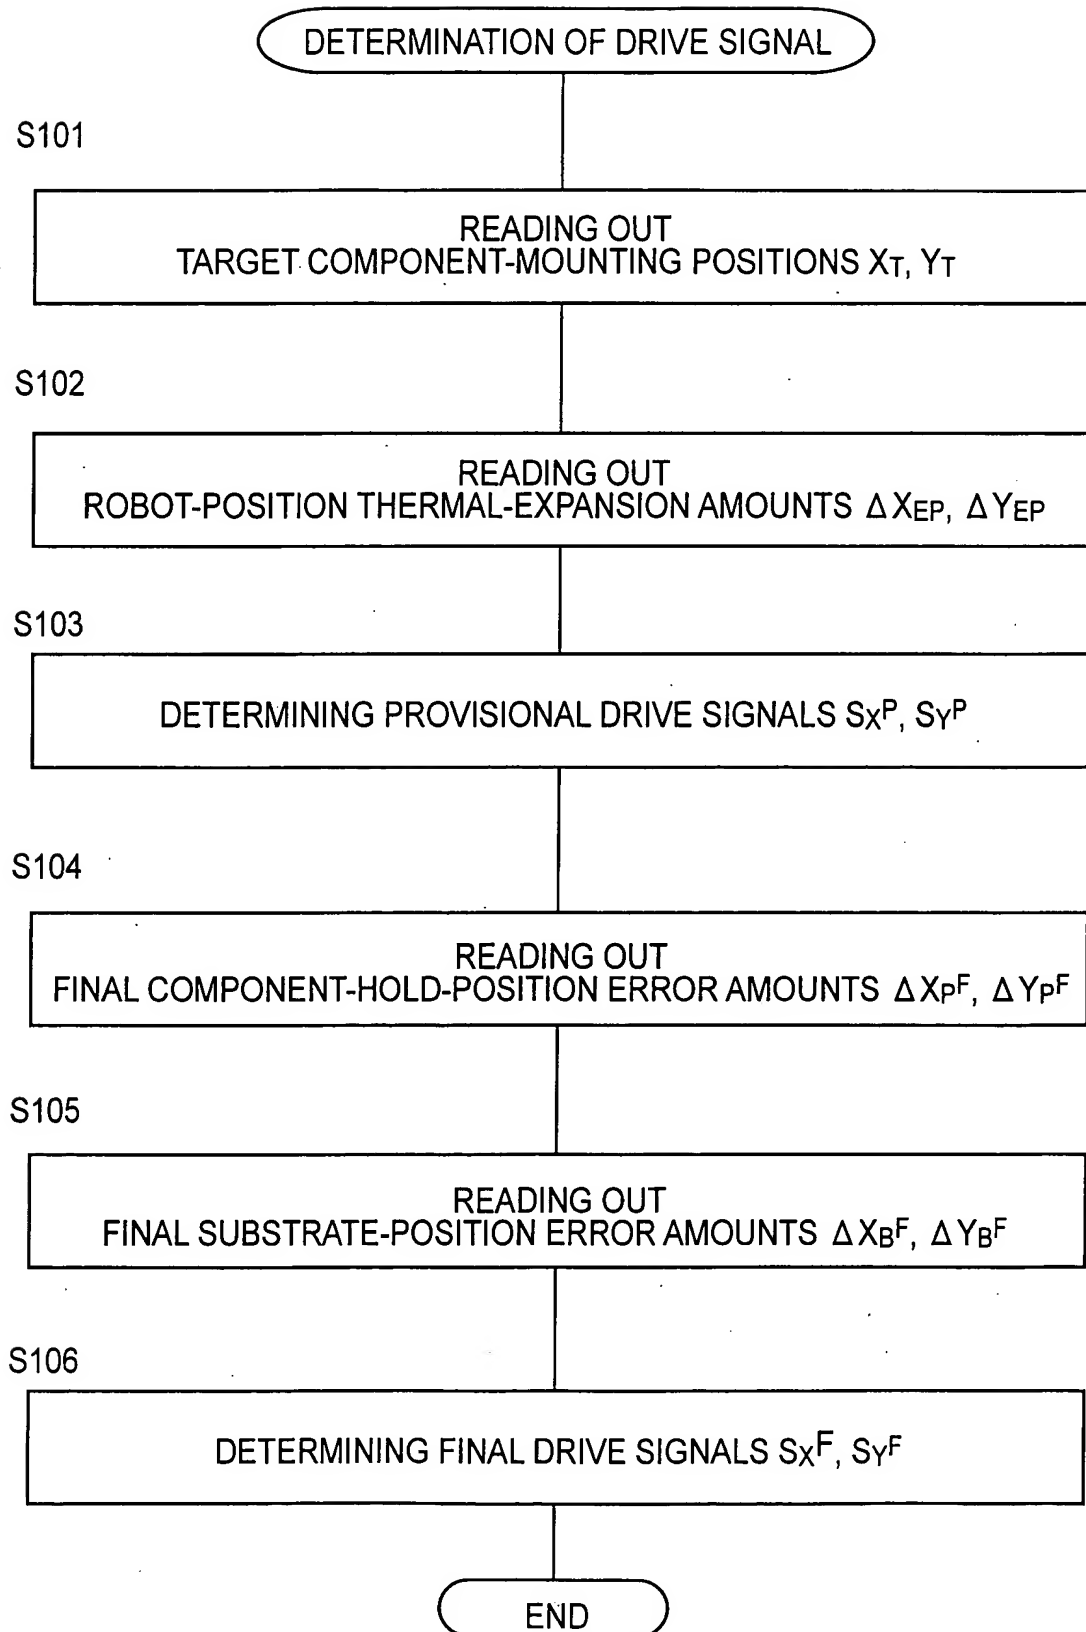 DETERMINATION OF DRIVE SIGNAL
S101
READING OUT
TARGET COMPONENT-MOUNTING POSITIONS XT, YT
S102
READING OUT
ROBOT-POSITION THERMAL-EXPANSION AMOUNTS ΔXEP, ΔYEP
S103
DETERMINING PROVISIONAL DRIVE SIGNALS SXP, SYP
S104
READING OUT
FINAL COMPONENT-HOLD-POSITION ERROR AMOUNTS ΔXPF, ΔYPF
S105
READING OUT
FINAL SUBSTRATE-POSITION ERROR AMOUNTS ΔXBF, ΔYBF
S106
DETERMINING FINAL DRIVE SIGNALS SXF, SYF
END